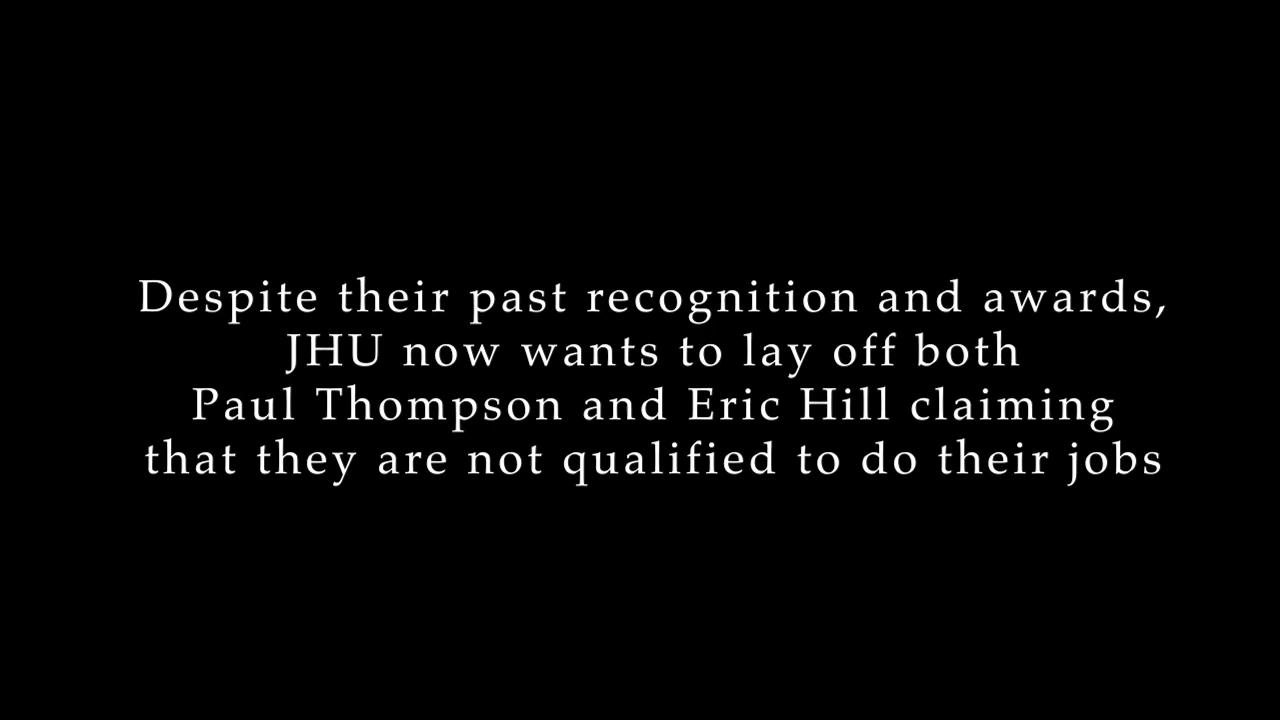 Despite their past recognition and awards,
JHU now wants to lay off both
Paul Thompson and Eric Hill claiming
that they are not qualified to do their jobs